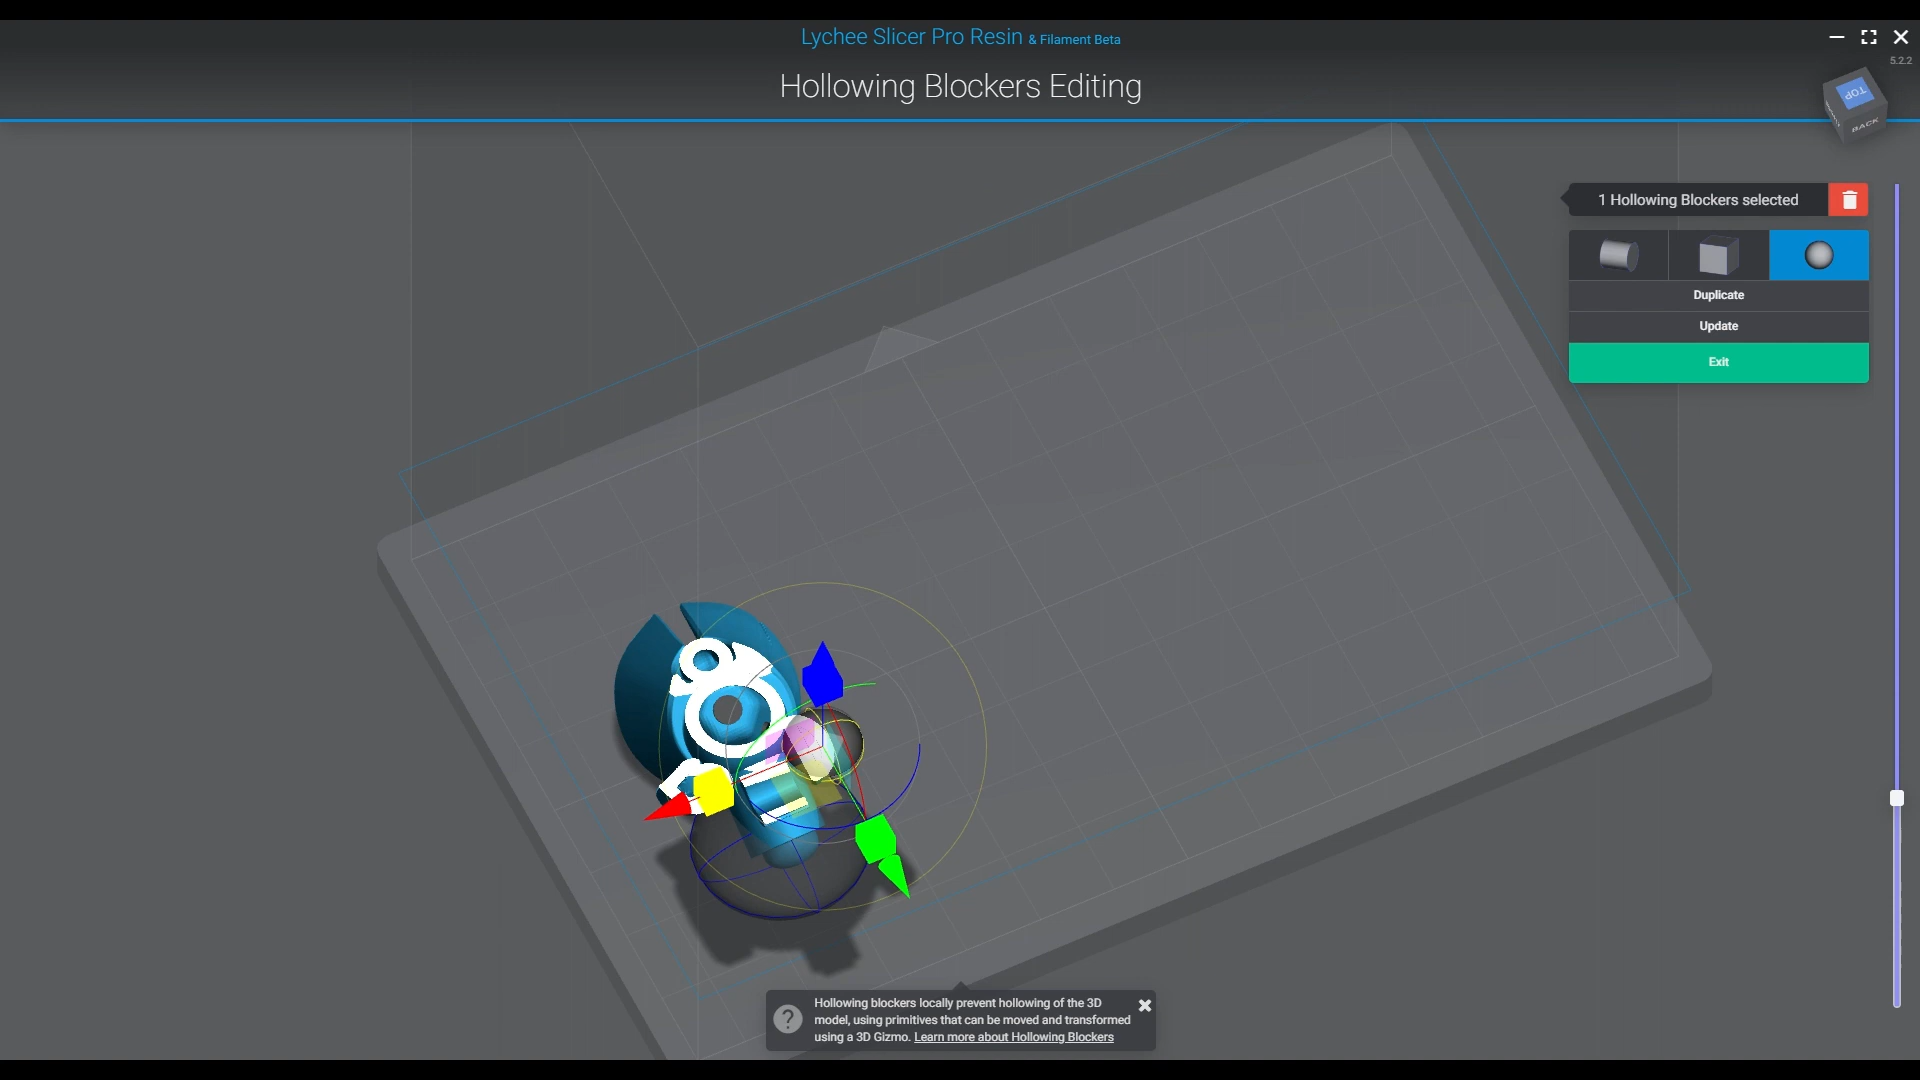 Lychee Slicer Pro Resin & Filament Beta
5.2.2
Hollowing Blockers Editing
TOP
BACK
1 Hollowing Blockers selected
Duplicate
Update
Exit
Hollowing blockers locally prevent hollowing of the 3D
model, using primitives that can be moved and transformed
using a 3D Gizmo. Learn more about Hollowing Blockers